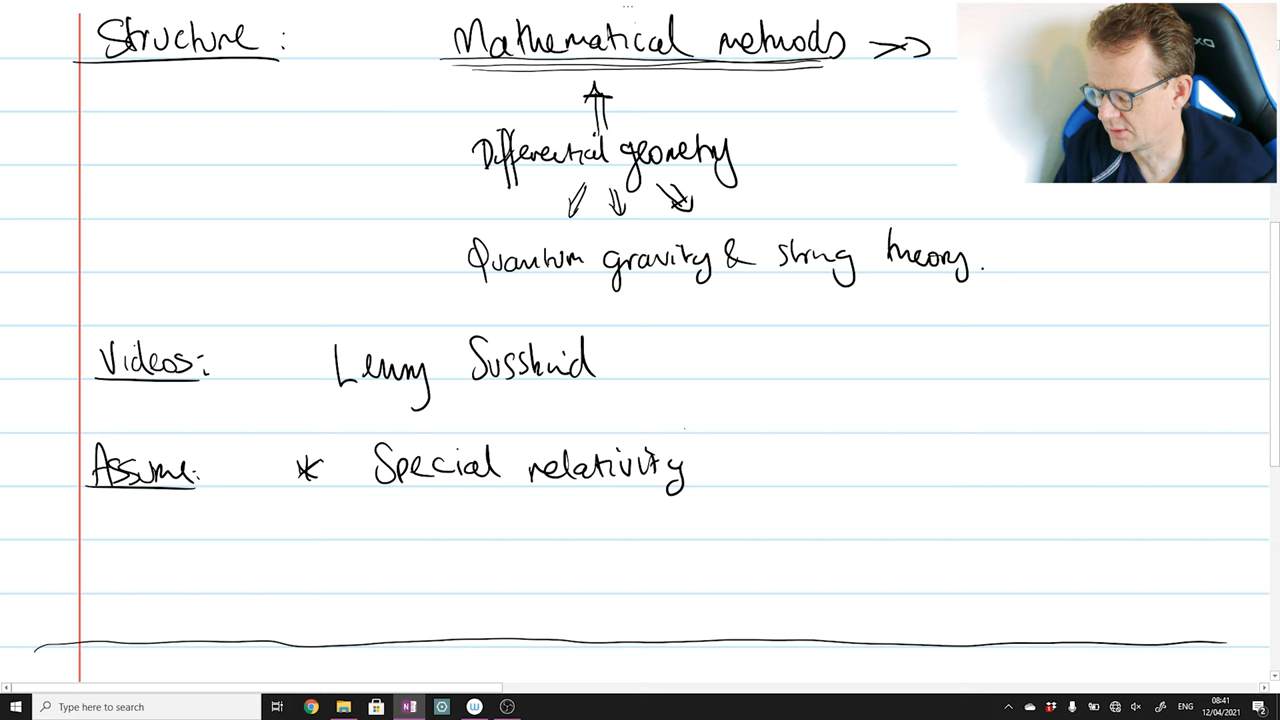 Structure: Mathematical methods >>
Differential geometry
Quantum gravity & string theory.
Videos: Lenny Susskind
Assume: * Special relativity
Type here to search
ENG
08:41
12/04/2021
2